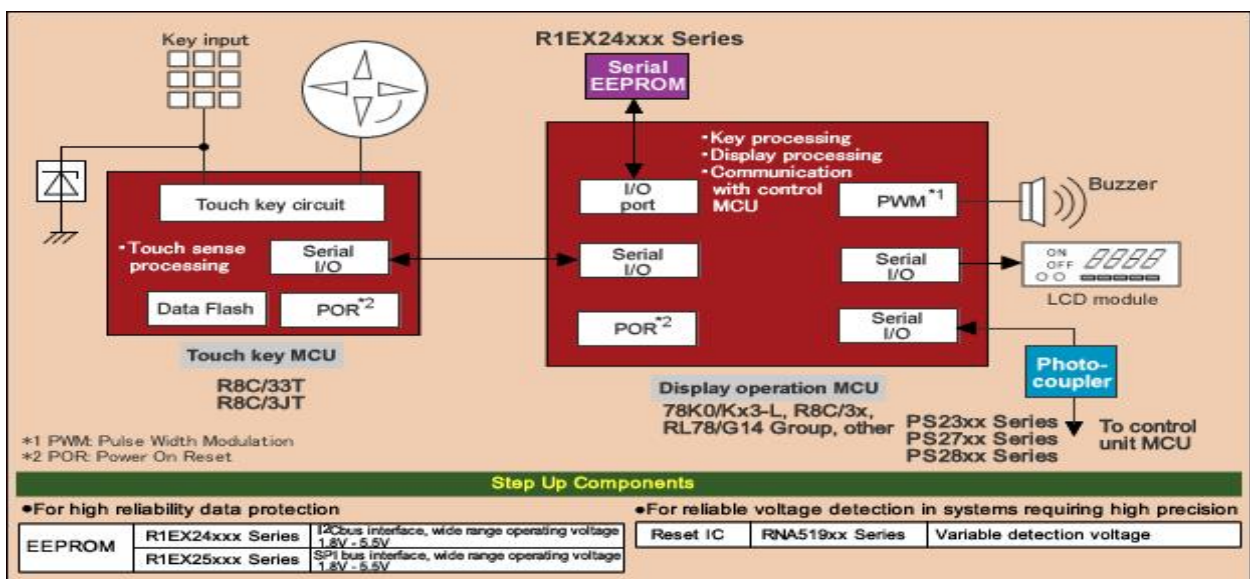 Key input
R1EX24xxx Series
Serial
EEPROM
・Key processing
・Display processing
・Communication
with control
MCU
I/O
port
PWM*1
Buzzer
Touch key circuit
・Touch sense
processing
Serial
I/O
Serial
I/O
Serial
I/O
ON
OFF
8888
LCD module
Data Flash
POR*2
POR*2
Serial
I/O
Touch key MCU
R8C/33T
R8C/3JT
Display operation MCU
78K0/Kx3-L, R8C/3x,
RL78/G14 Group, other
Photo-
coupler
PS23xx Series
PS27xx Series
PS28xx Series
To control
unit MCU
*1 PWM: Pulse Width Modulation
*2 POR: Power On Reset
Step Up Components
●For high reliability data protection
EEPROM
R1EX24xxx Series
I2Cbus interface, wide range operating voltage
1.8V - 5.5V
R1EX25xxx Series
SPI bus interface, wide range operating voltage
1.8V - 5.5V
●For reliable voltage detection in systems requiring high precision
Reset IC
RNA519xx Series
Variable detection voltage